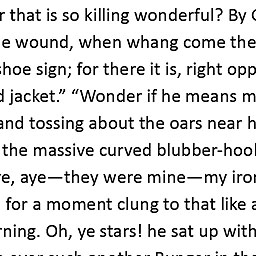 r that is so killing wonderful? By
e wound, when whang come the
shoe sign; for there it is, right opp
d jacket.” “Wonder if he means m
and tossing about the oars near h
the massive curved blubber-hoo
re, aye—they were mine—my iro
for a moment clung to that like a
rning. Oh, ye stars! he sat up with